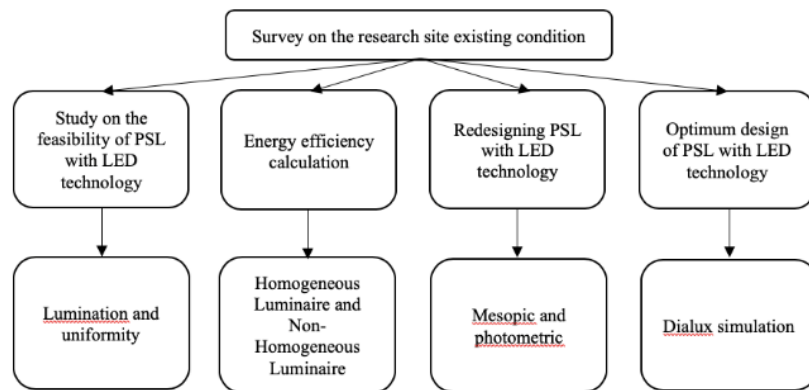 Survey on the research site existing condition
Study on the
feasibility of PSL
with LED
technology
Energy efficiency
calculation
Redesigning PSL
with LED
technology
Optimum design
of PSL with LED
technology
Lumination and
uniformity
Homogeneous
Luminaire and
Non-
Homogeneous
Luminaire
Mesopic and
photometric
Dialux simulation